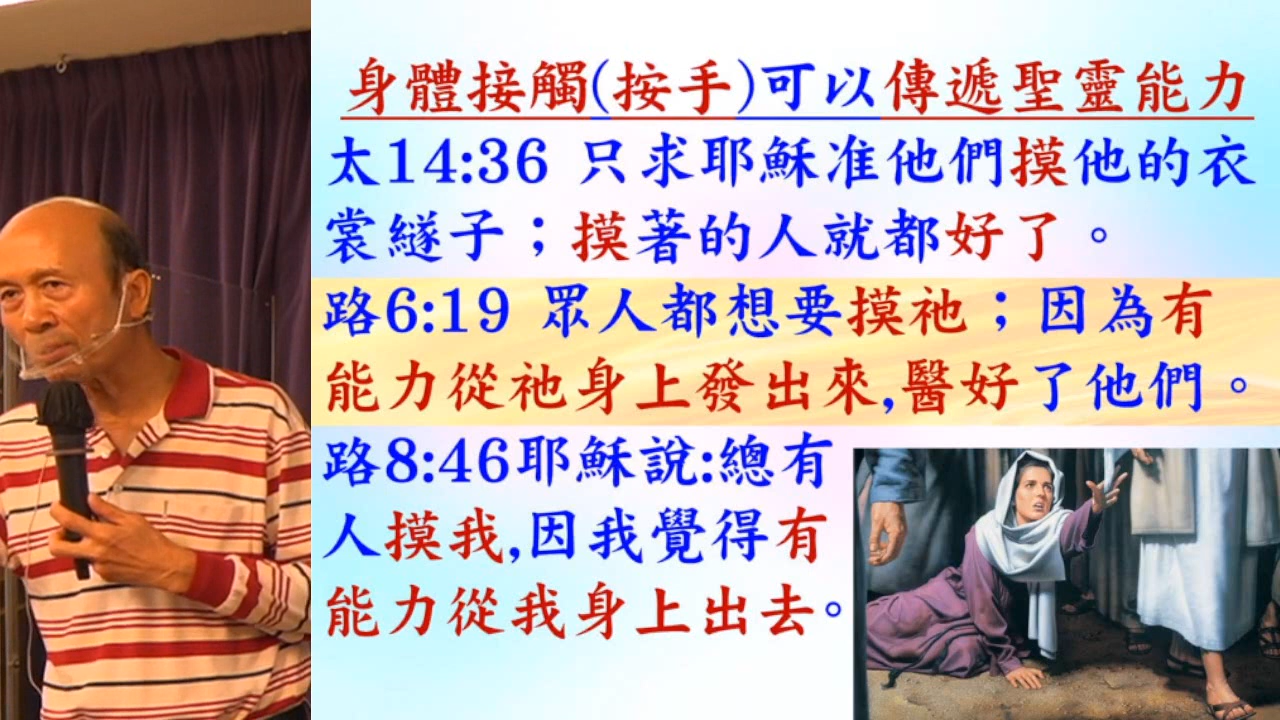 身體接觸(按手)可以傳遞聖靈能力
太14:36 只求耶穌准他們摸他的衣
裳繸子；摸著的人就都好了。
路6:19 眾人都想要摸祂；因為有
能力從祂身上發出來,醫好了他們。
路8:46耶穌說:總有
人摸我,因我覺得有
能力從我身上出去。